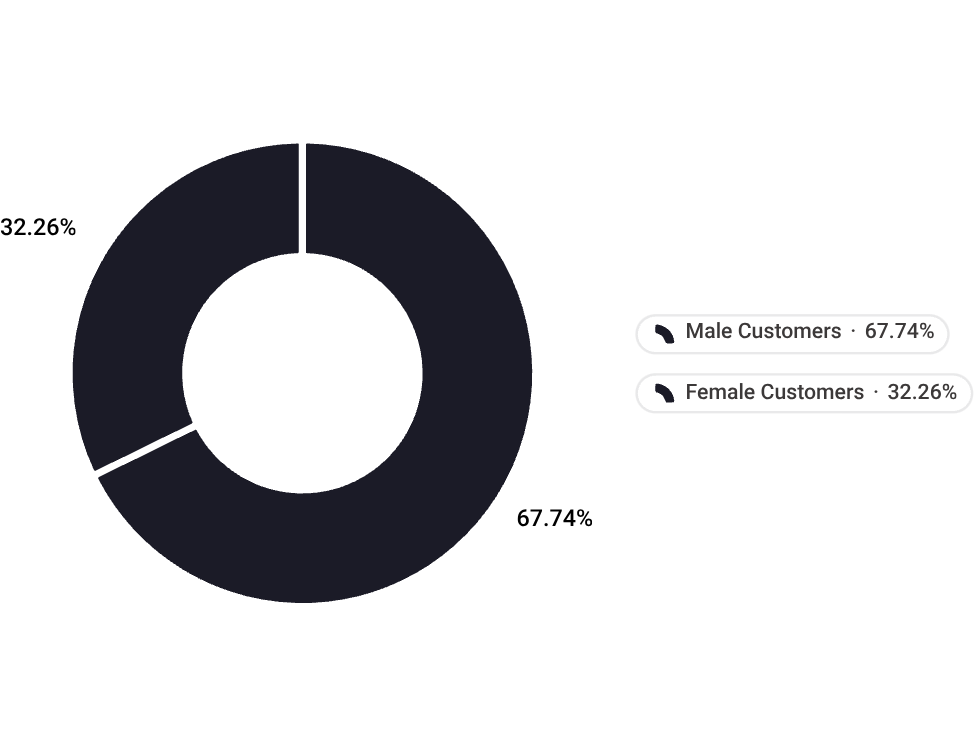 32.26%
Male Customers · 67.74%
Female Customers · 32.26%
67.74%